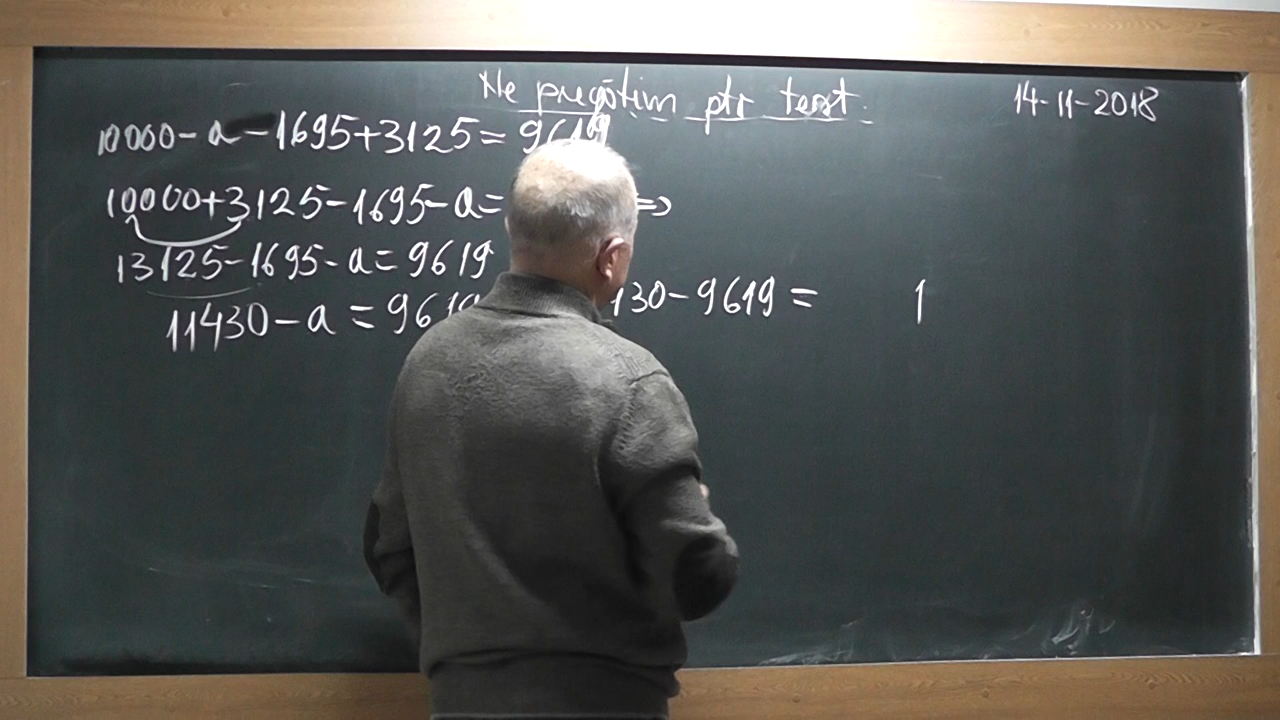 Ne pregătim ptr test. 14-11-2018
10000-a-1695+3125=9619
10000+3125-1695-a= =>
13125-1695-a=9619
11430-a=9619 130-9619= 1